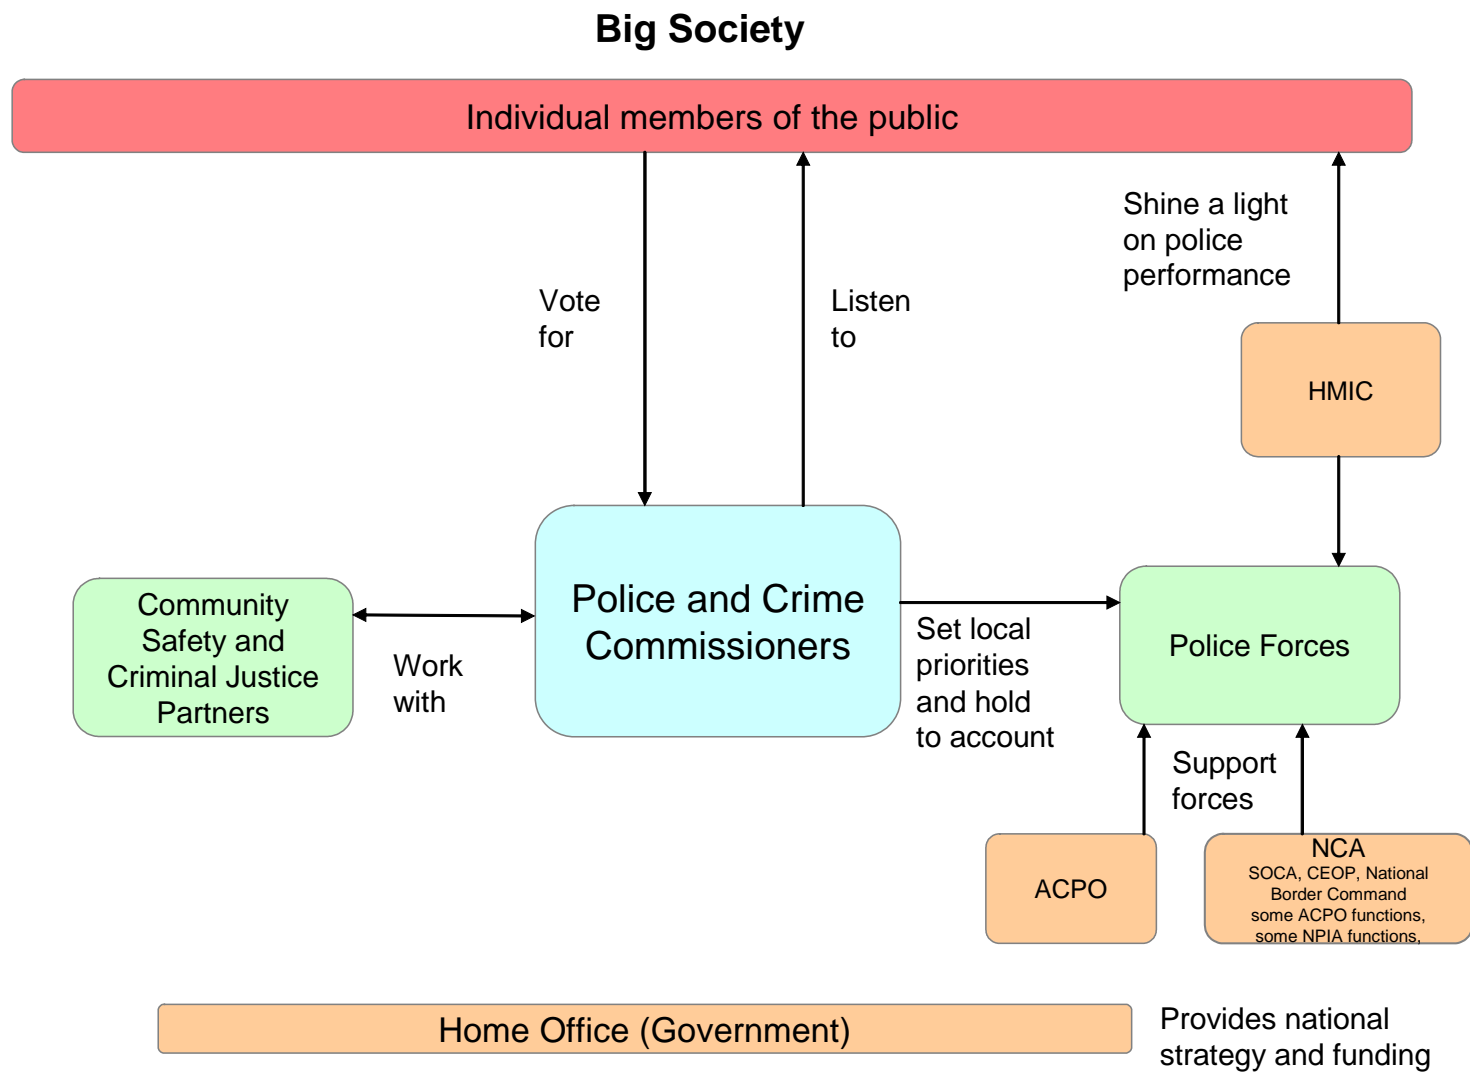 Big Society
Individual members of the public
Shine a light
on police
performance
Vote
for
Listen
to
HMIC
Community
Safety and
Criminal Justice
Partners
Work
with
Police and Crime
Commissioners
Set local
priorities
and hold
to account
Police Forces
Support
forces
ACPO
NCA
SOCA, CEOP, National
Border Command
some ACPO functions,
some NPIA functions,
Home Office (Government)
Provides national
strategy and funding